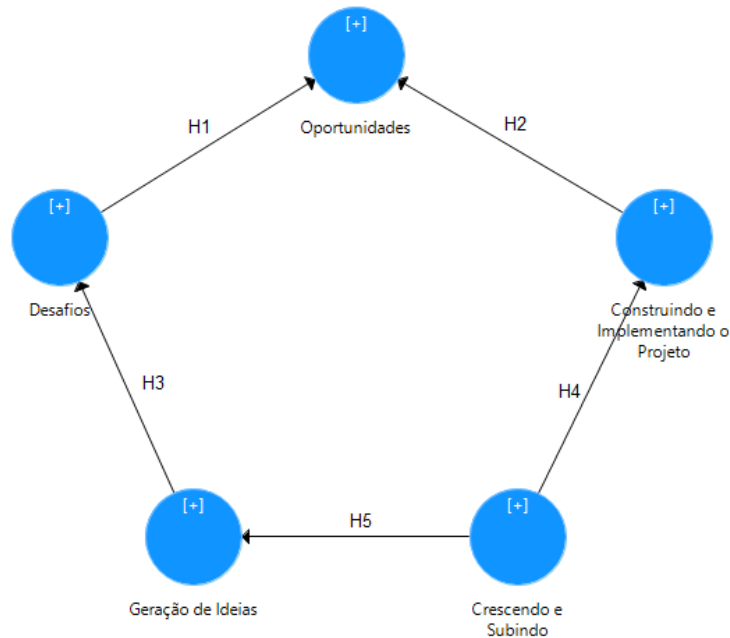 [+]
Oportunidades
H1
H2
[+]
Desafios
[+]
Construindo e
Implementando o
Projeto
H3
H4
[+]
Geração de Ideias
H5
[+]
Crescendo e
Subindo